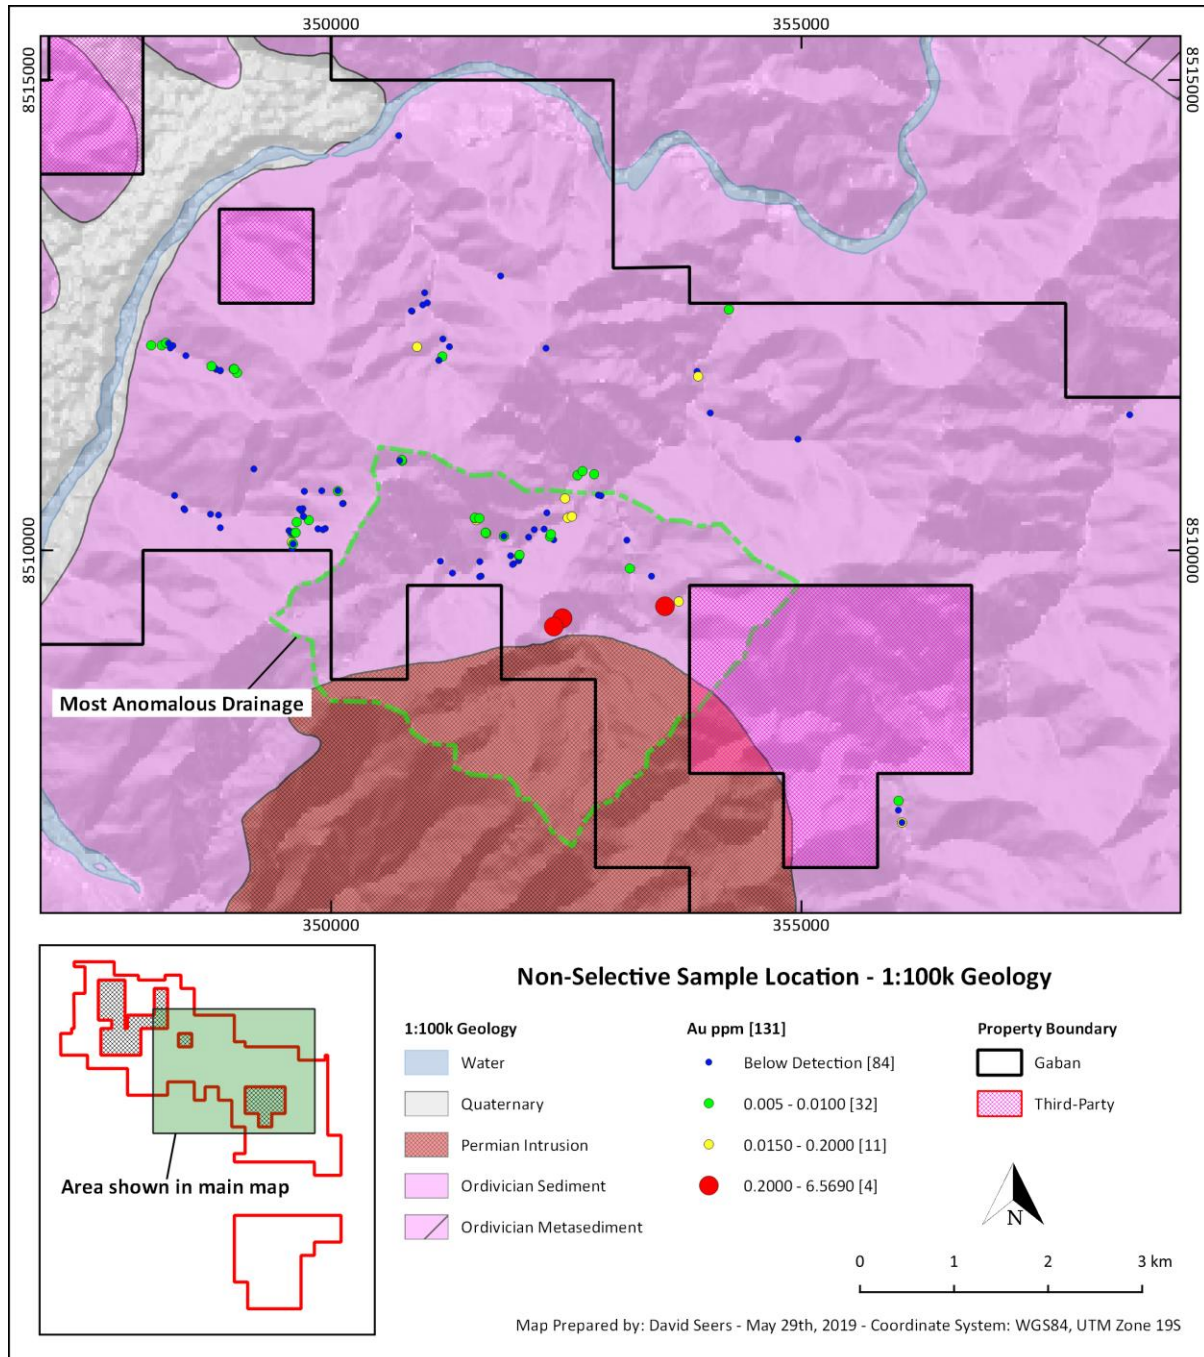 350000
355000
8515000
8515000
8510000
8510000
Most Anomalous Drainage
350000
355000
Area shown in main map
Non-Selective Sample Location - 1:100k Geology
1:100k Geology
Water
Quaternary
Permian Intrusion
Ordivician Sediment
Ordivician Metasediment
Au ppm [131]
Below Detection [84]
0.005 - 0.0100 [32]
0.0150 - 0.2000 [11]
0.2000 - 6.5690 [4]
Property Boundary
Gaban
Third-Party
N
0 1 2 3 km
Map Prepared by: David Seers - May 29th, 2019 - Coordinate System: WGS84, UTM Zone 19S